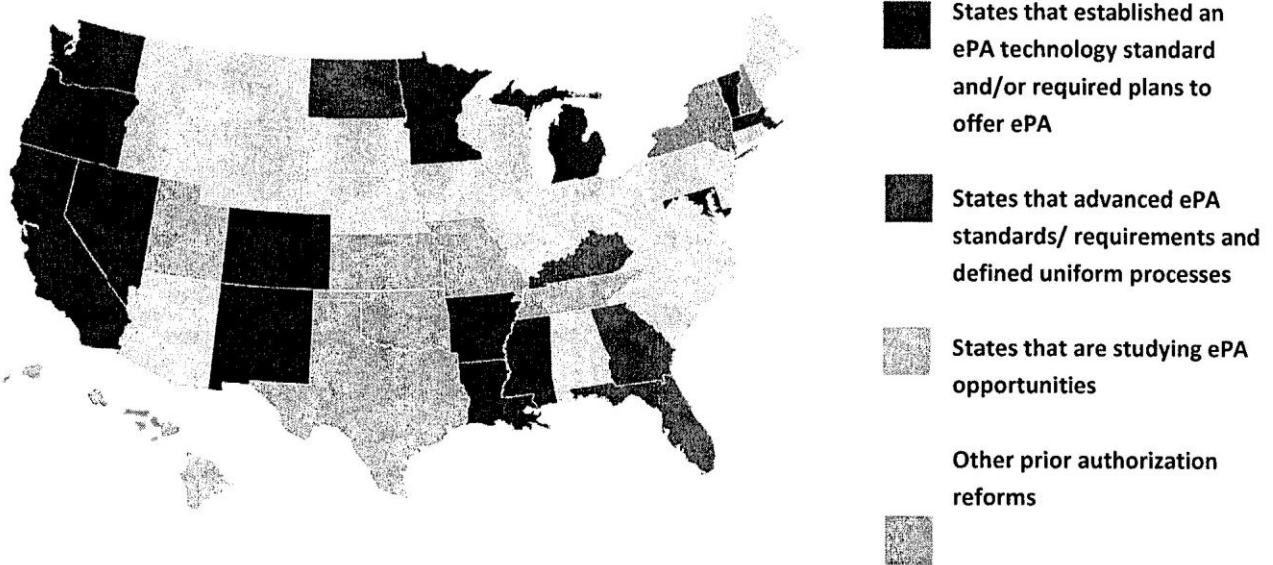 States that established an
ePA technology standard
and/or required plans to
offer ePA
States that advanced ePA
standards/ requirements and
defined uniform processes
States that are studying ePA
opportunities
Other prior authorization
reforms